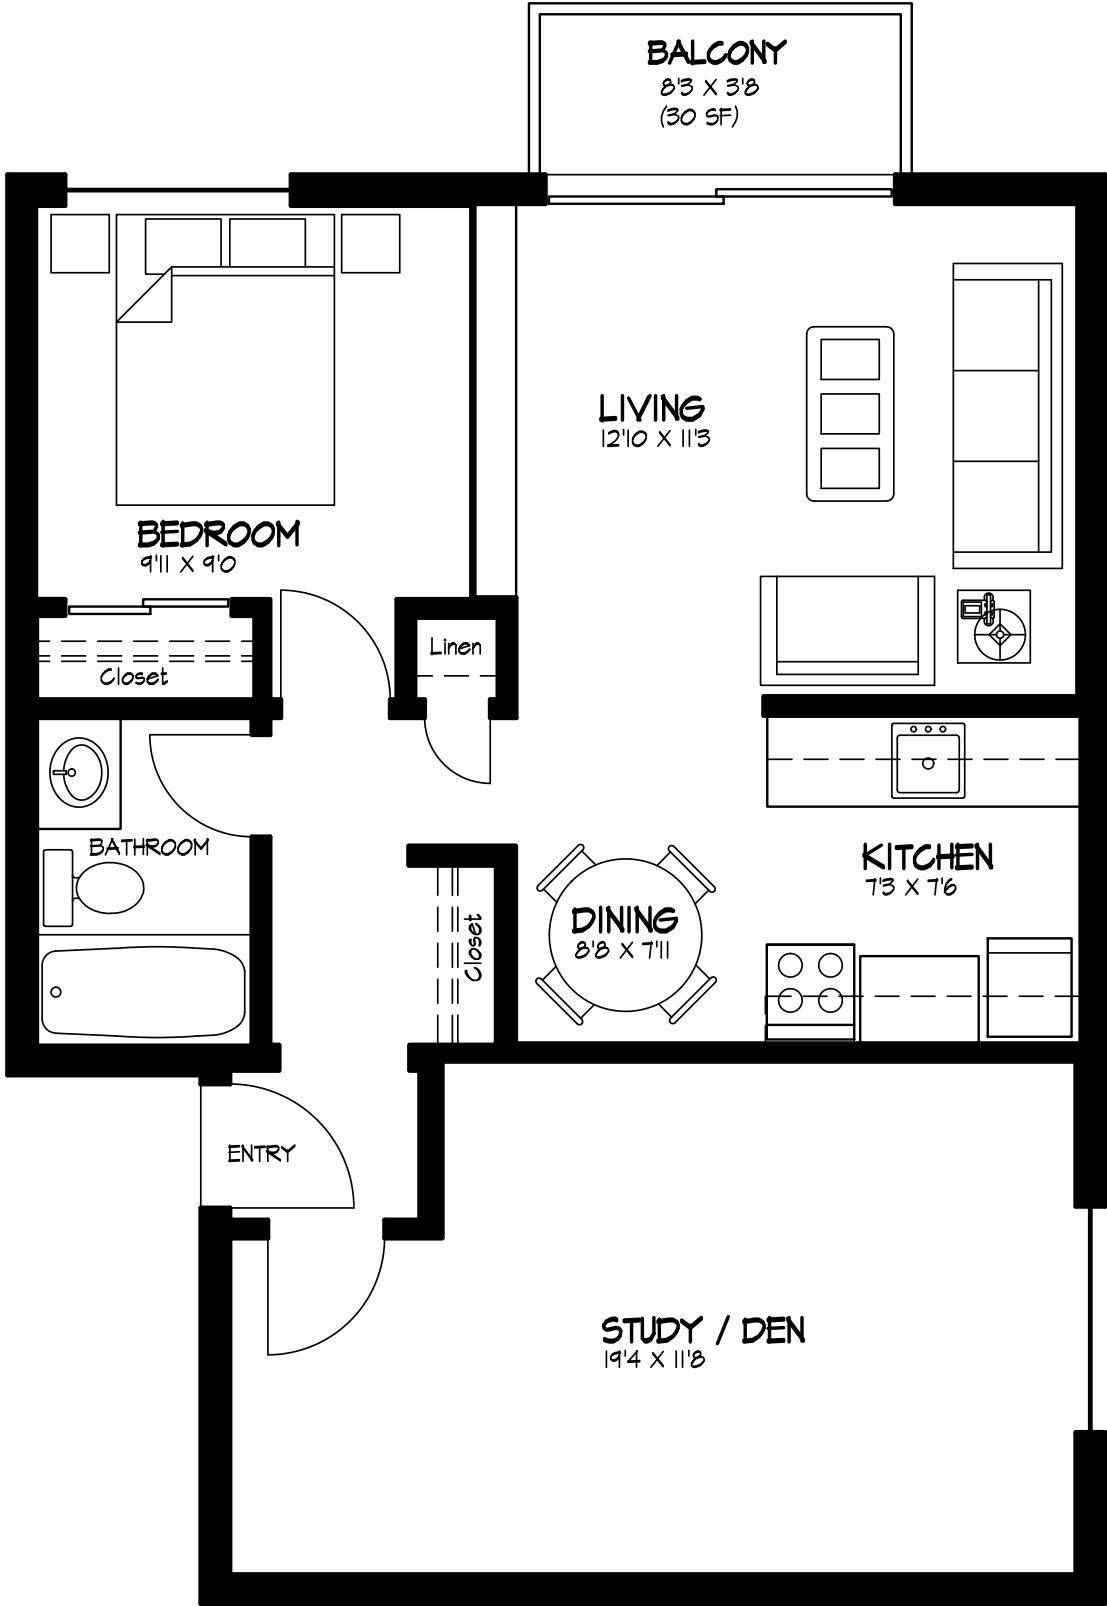 BALCONY
8'3 X 3'8
(30 SF)
LIVING
12'10 X 11'3
BEDROOM
9'11 X 9'0
Linen
Closet
BATHROOM
KITCHEN
7'3 X 7'6
DINING
8'8 X 7'11
Closet
ENTRY
STUDY / DEN
19'4 X 11'8